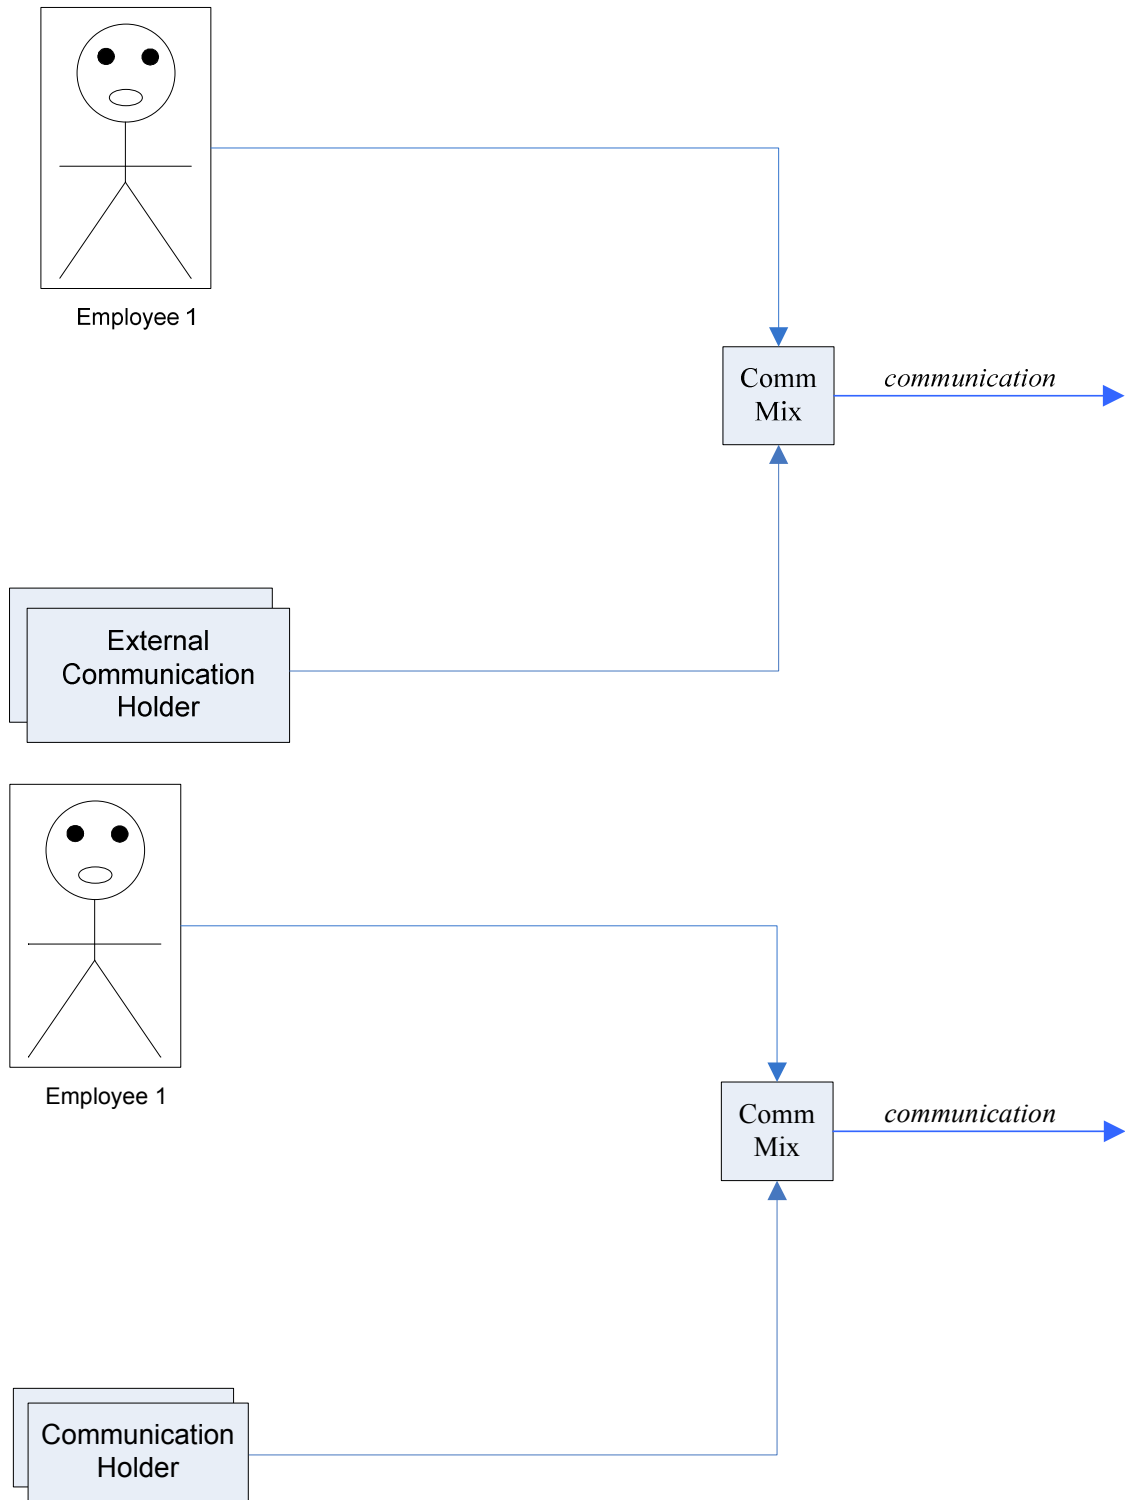 Employee 1
Comm
Mix
communication
External
Communication
Holder
Employee 1
Comm
Mix
communication
Communication
Holder